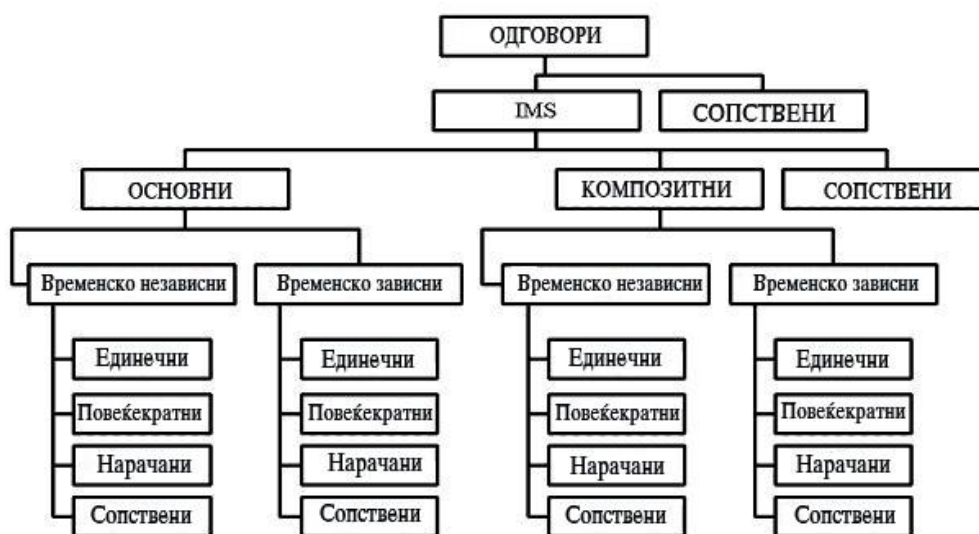 ОДГОВОРИ
IMS
СОПСТВЕНИ
ОСНОВНИ
КОМПОЗИТНИ
СОПСТВЕНИ
Временско независни
Временско зависни
Временско независни
Временско зависни
Единечни
Единечни
Единечни
Единечни
Повеќекратни
Повеќекратни
Повеќекратни
Повеќекратни
Нарачани
Нарачани
Нарачани
Нарачани
Сопствени
Сопствени
Сопствени
Сопствени